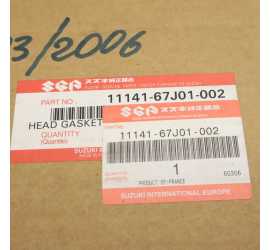 3/2006
SGP スズキ純正部品
PART NO. 11141-67J01-002
HEAD GASKET
QUANTITY
(Quantité)
SUZUKI
11141-67J01-002
1
60306
PRODUCT OF FRANCE
SUZUKI INTERNATIONAL EUROPE